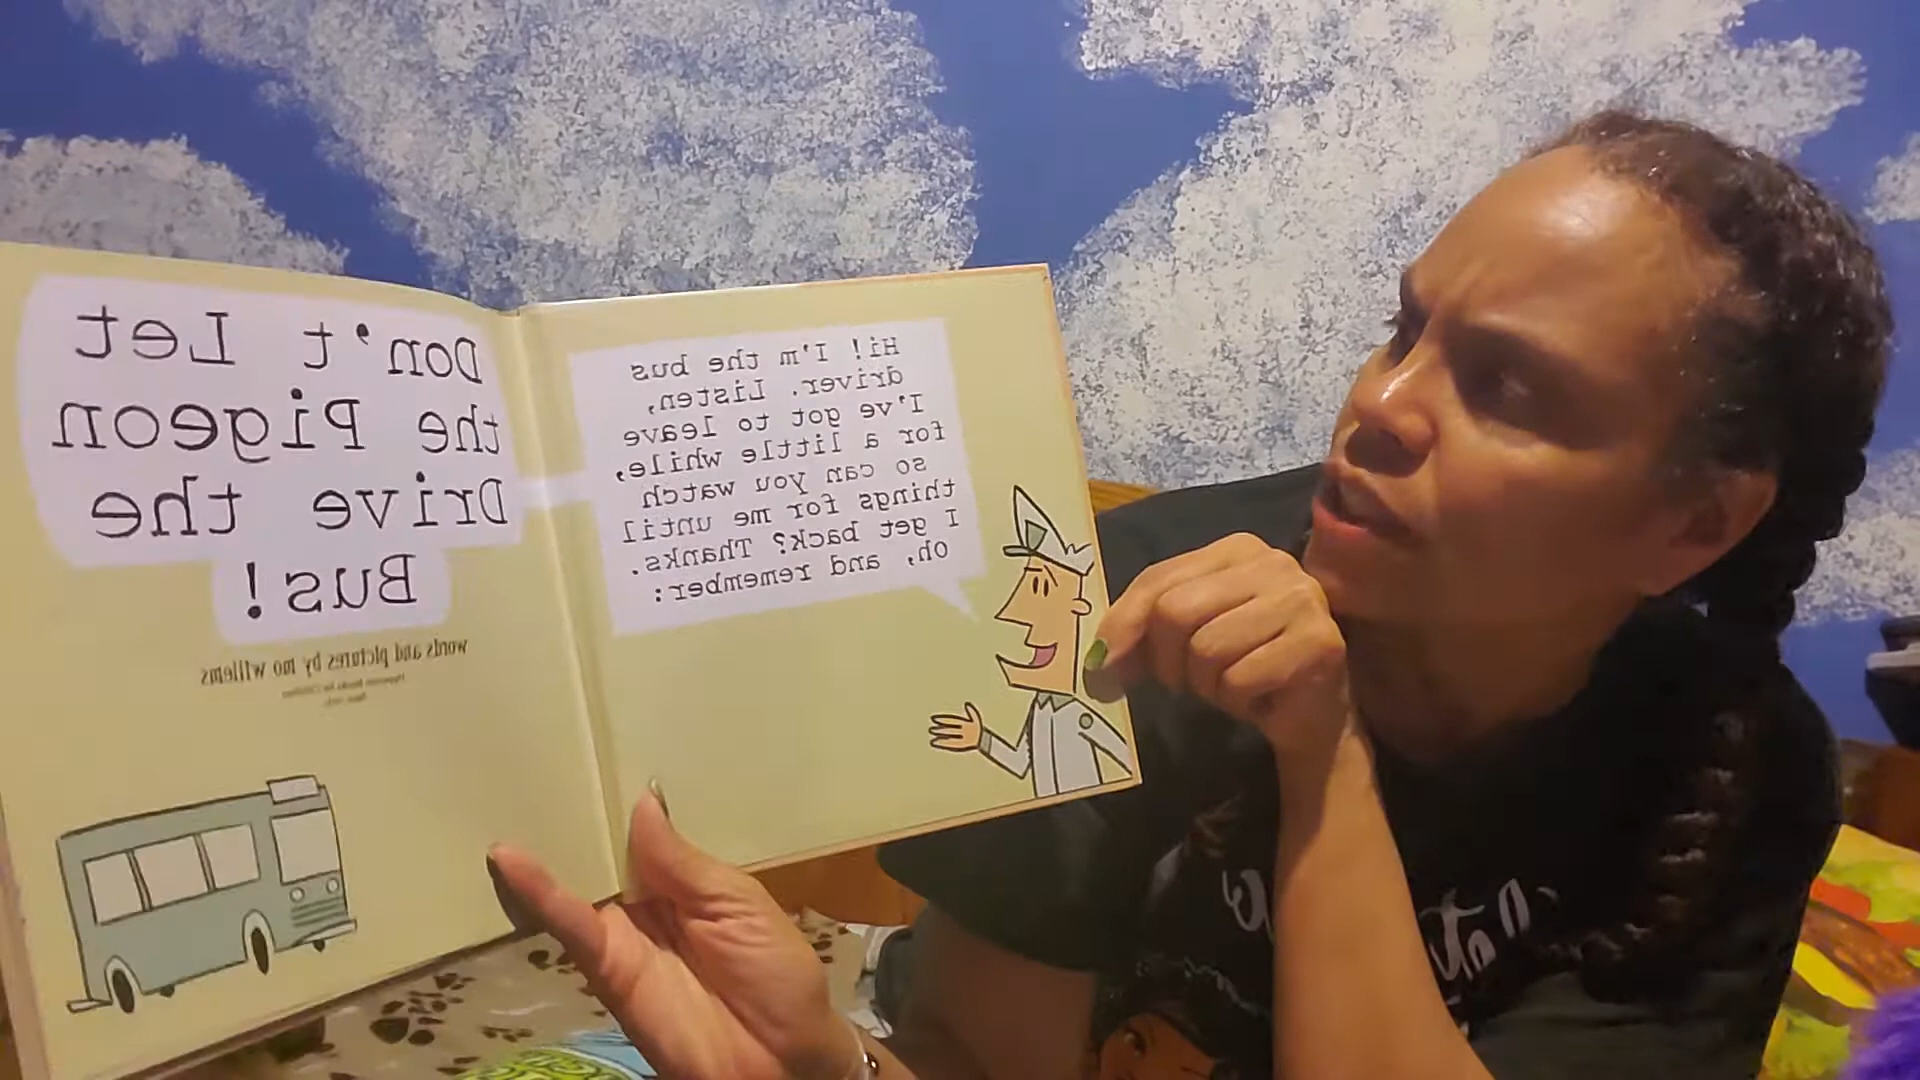 Hi! I'm the bus
driver. Listen,
I've got to leave
for a little while,
so can you watch
things for me until
I get back? Thanks.
Oh, and remember:
Don't Let
the Pigeon
Drive the
Bus!
words and pictures by mo willems